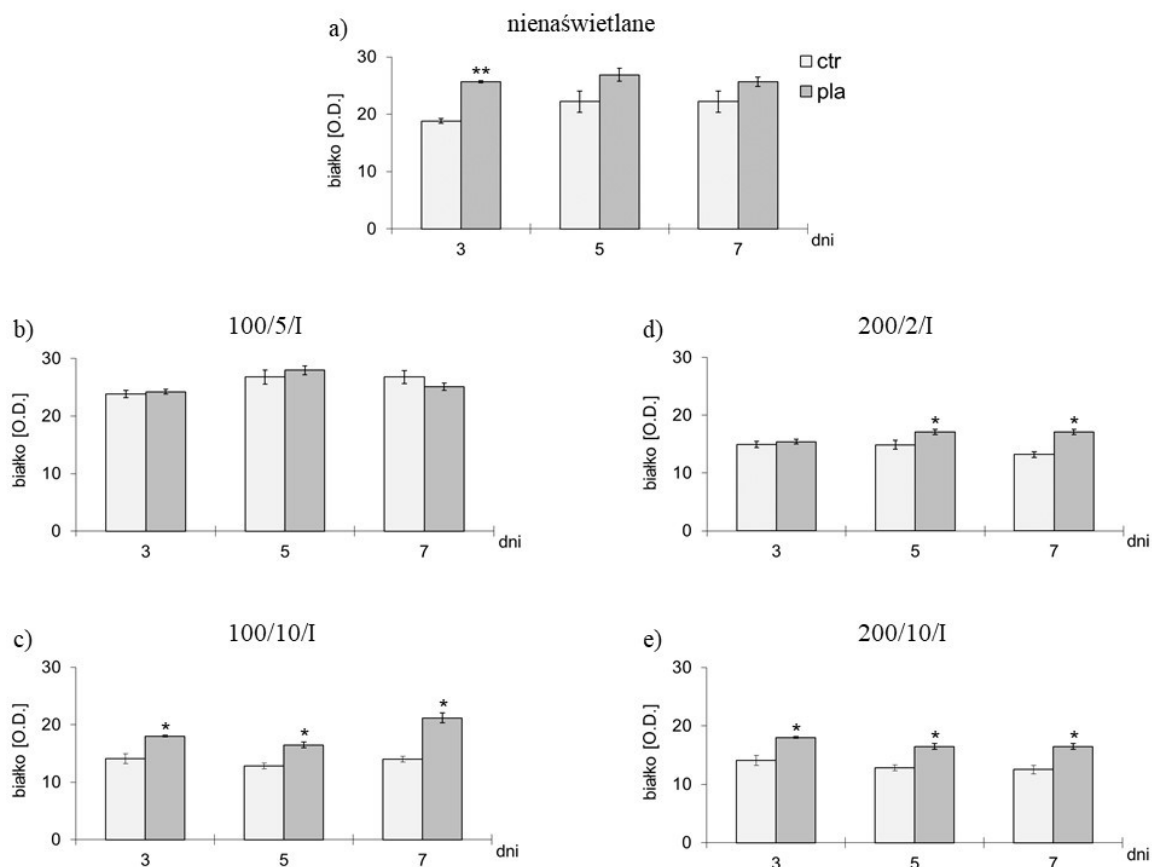 a) nienaświetlane
białko [O.D.]
30
20
10
0
**
3 5 7 dni
ctr
pla
b) 100/5/I
białko [O.D.]
30
20
10
0
3 5 7 dni
d) 200/2/I
białko [O.D.]
30
20
10
0
* *
3 5 7 dni
c) 100/10/I
białko [O.D.]
30
20
10
0
* * *
3 5 7 dni
e) 200/10/I
białko [O.D.]
30
20
10
0
* * *
3 5 7 dni